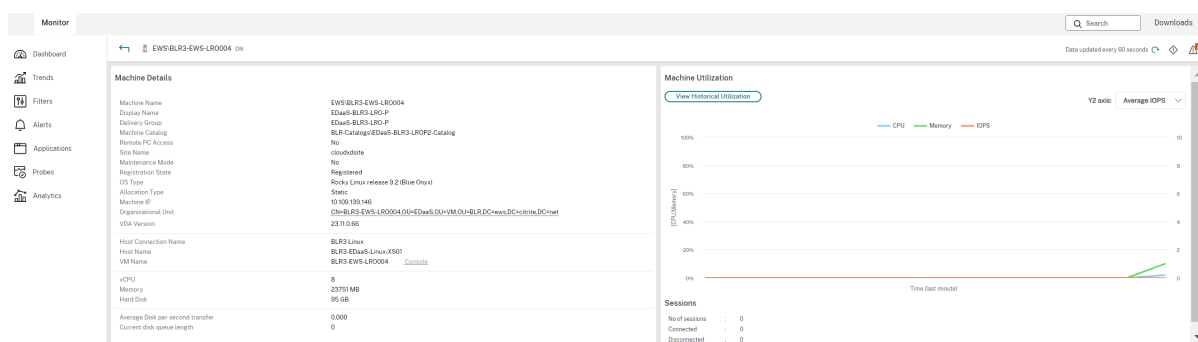 Monitor
Search
Downloads
Dashboard
Trends
Filters
Alerts
Applications
Probes
Analytics
EWS\BLR3-EWS-LRO004 ON
Data updated every 60 seconds
Machine Details
Machine Name EWS\BLR3-EWS-LRO004
Display Name EDaaS-BLR3-LRO-P
Delivery Group EDaaS-BLR3-LRO-P
Machine Catalog BLR-Catalogs\EDaaS-BLR3-LROP2-Catalog
Remote PC Access No
Site Name cloudxdsite
Maintenance Mode No
Registration State Registered
OS Type Rocky Linux release 9.2 (Blue Onyx)
Allocation Type Static
Machine IP 10.109.139.146
Organizational Unit CN=BLR3-EWS-LRO004,OU=EDaaS,OU=VM,OU=BLR,DC=ews,DC=citrite,DC=net
VDA Version 23.11.0.66
Host Connection Name BLR3 Linux
Host Name BLR3-EDaaS-Linux-XS01
VM Name BLR3-EWS-LRO004 Console
vCPU 8
Memory 23751 MB
Hard Disk 95 GB
Average Disk per second transfer 0.000
Current disk queue length 0
Machine Utilization
View Historical Utilization
Y2 axis: Average IOPS
CPU Memory IOPS
100% 10
80% 8
60% 6
[CPU,Memory]
40% 4
20% 2
0% 0
Time (last minute)
Sessions
No of sessions : 0
Connected : 0
Disconnected : 0